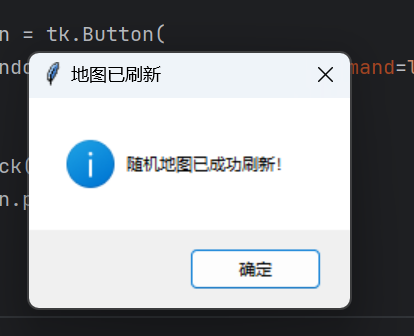 n = tk.Button(
ndo
mand=l
地图已刷新
ck(
随机地图已成功刷新!
n.p
确定